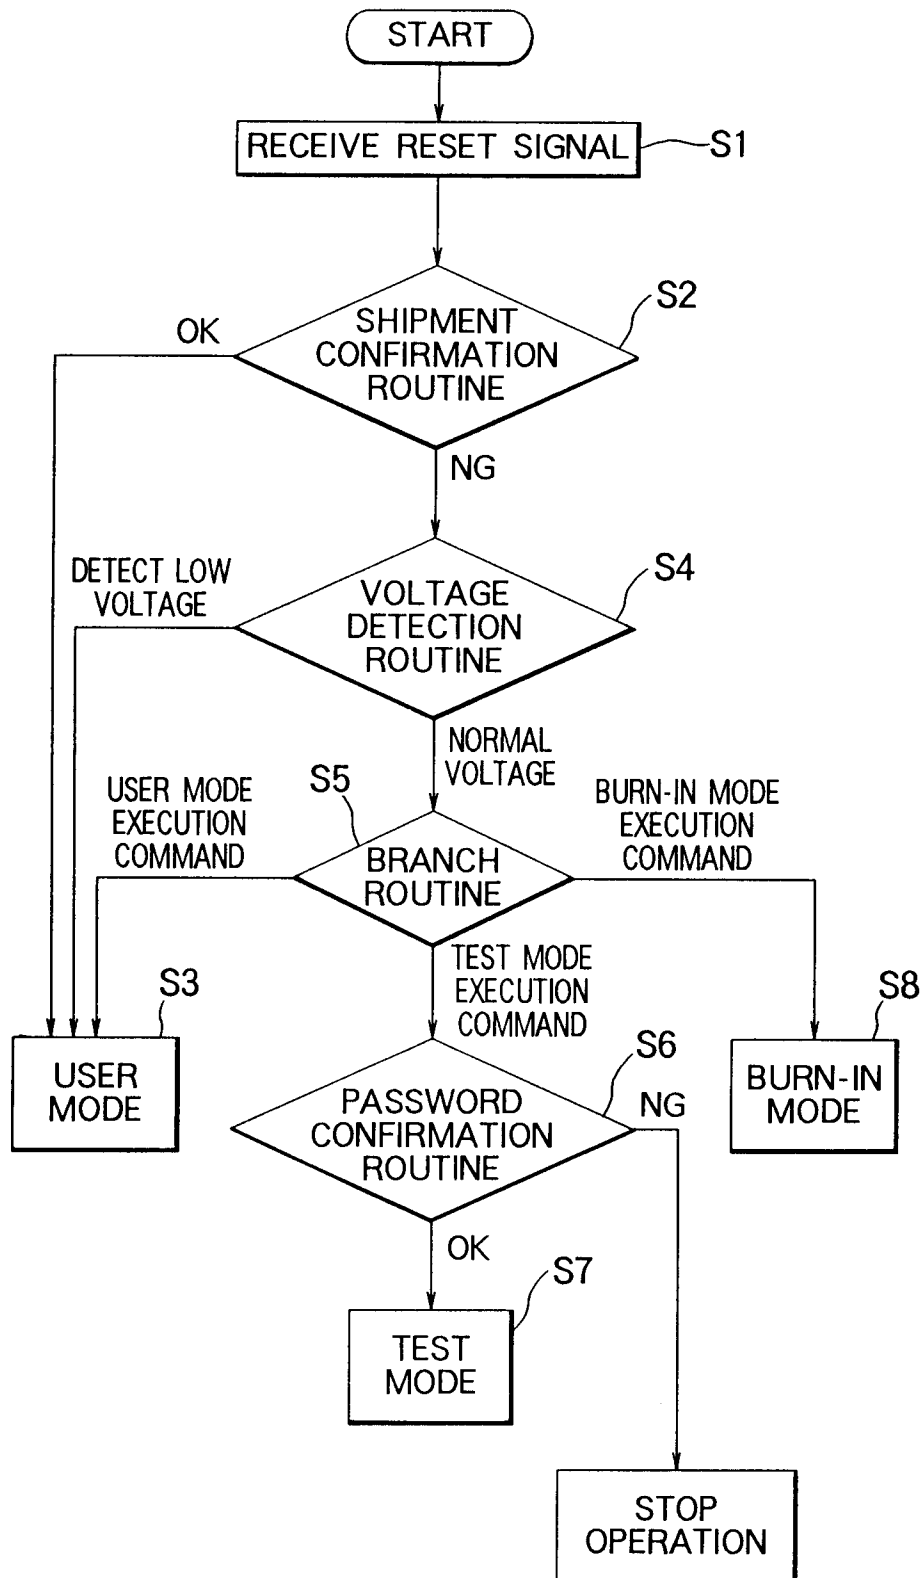 START
RECEIVE RESET SIGNAL
S1
S2
SHIPMENT
CONFIRMATION
ROUTINE
OK
NG
S4
DETECT LOW
VOLTAGE
VOLTAGE
DETECTION
ROUTINE
NORMAL
VOLTAGE
S5
USER MODE
EXECUTION
COMMAND
BURN-IN MODE
EXECUTION
COMMAND
BRANCH
ROUTINE
TEST MODE
EXECUTION
COMMAND
S3
USER
MODE
S8
BURN-IN
MODE
S6
PASSWORD
CONFIRMATION
ROUTINE
NG
OK
S7
TEST
MODE
STOP
OPERATION